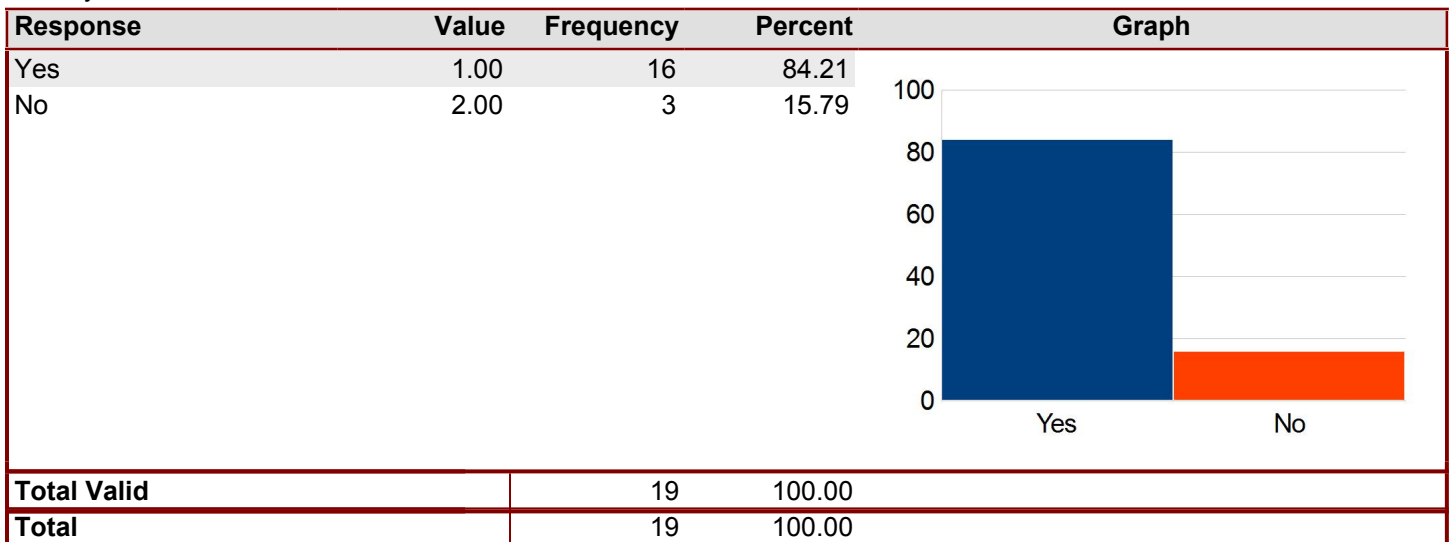 Response Value Frequency Percent Graph
Yes 1.00 16 84.21
No 2.00 3 15.79
100
80
60
40
20
0
Yes No
Total Valid 19 100.00
Total 19 100.00